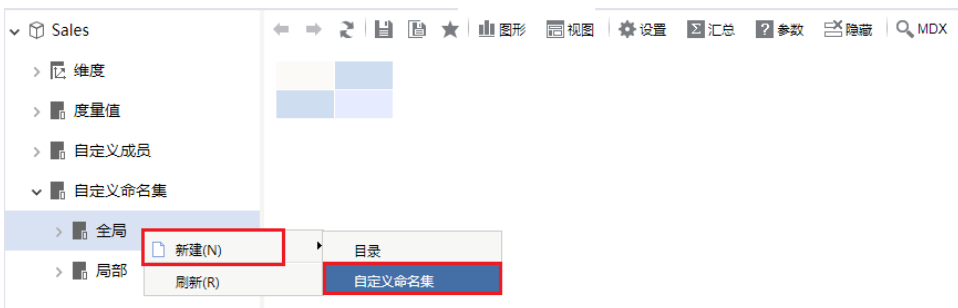 Sales
图形 视图 设置 汇总 参数 隐藏 MDX
维度
度量值
自定义成员
自定义命名集
全局
新建(N)
目录
局部
刷新(R)
自定义命名集